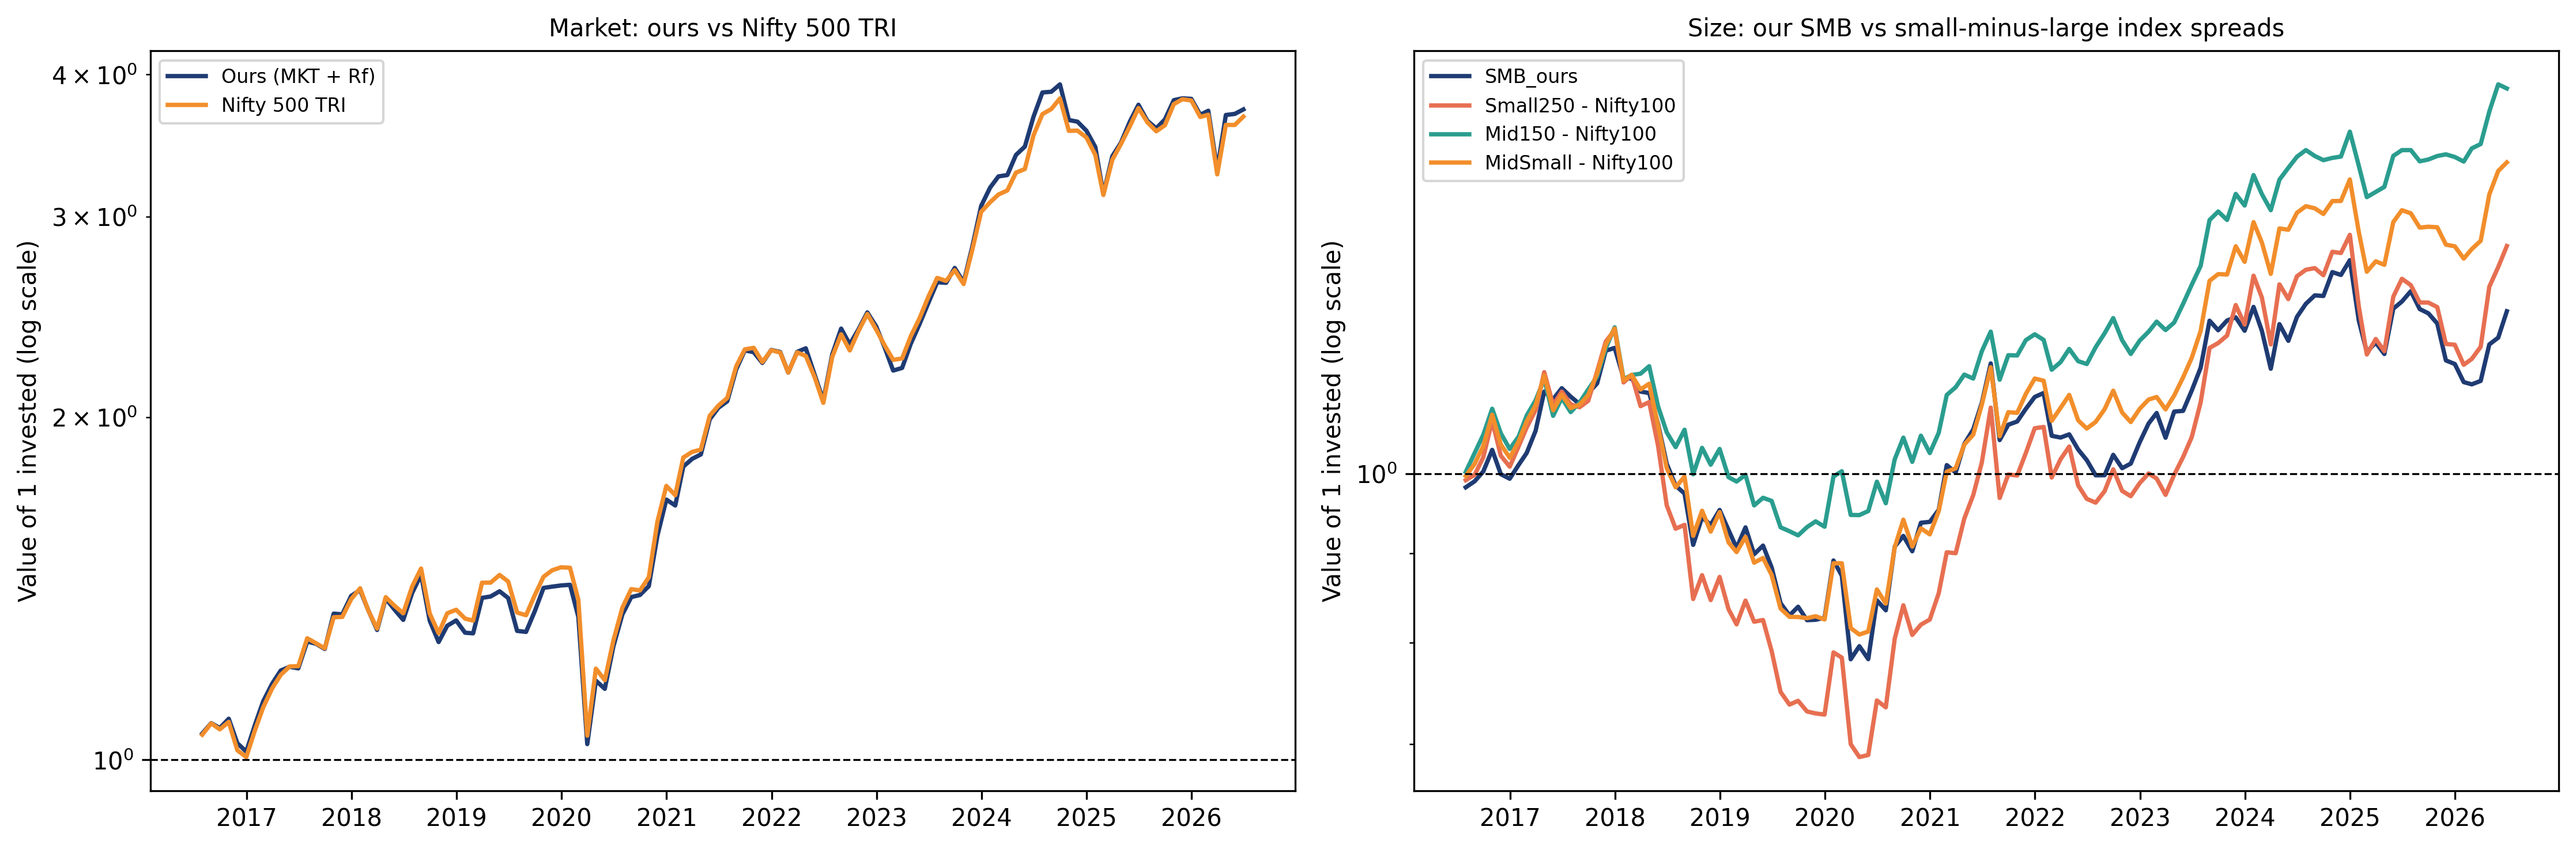 Market: ours vs Nifty 500 TRI
Ours (MKT + Rf)
Nifty 500 TRI
Value of 1 invested (log scale)
4 × 10⁰
3 × 10⁰
2 × 10⁰
10⁰
2017 2018 2019 2020 2021 2022 2023 2024 2025 2026
Size: our SMB vs small-minus-large index spreads
SMB_ours
Small250 - Nifty100
Mid150 - Nifty100
MidSmall - Nifty100
Value of 1 invested (log scale)
10⁰
2017 2018 2019 2020 2021 2022 2023 2024 2025 2026